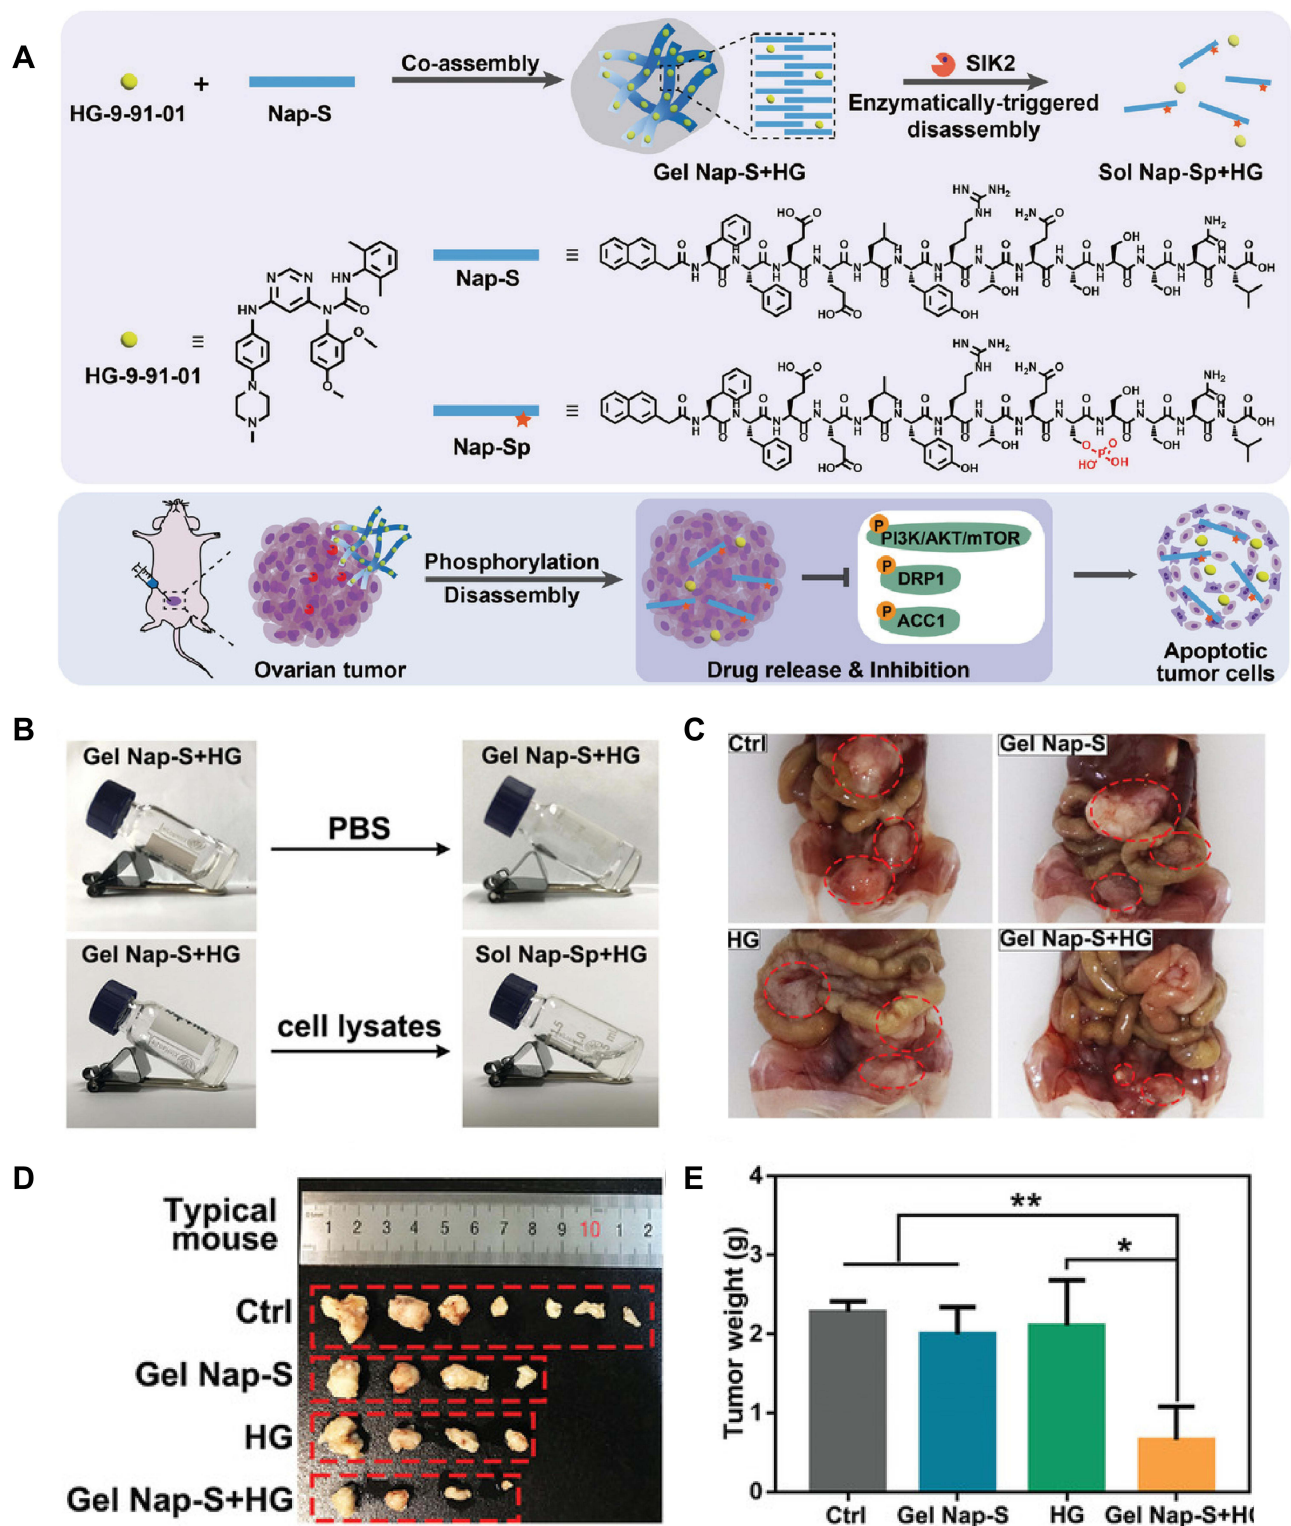 A
HG-9-91-01
+
Nap-S
Co-assembly
Gel Nap-S+HG
SIK2
Enzymatically-triggered
disassembly
Sol Nap-Sp+HG
HG-9-91-01
≡
Nap-S
≡
Nap-Sp
≡
Ovarian tumor
Phosphorylation
Disassembly
P
PI3K/AKT/mTOR
P
DRP1
P
ACC1
Drug release & Inhibition
Apoptotic
tumor cells
B
Gel Nap-S+HG
PBS
Gel Nap-S+HG
Gel Nap-S+HG
cell lysates
Sol Nap-Sp+HG
C
Ctrl
Gel Nap-S
HG
Gel Nap-S+HG
D
Typical
mouse
1 2 3 4 5 6 7 8 9 10 1 2
Ctrl
Gel Nap-S
HG
Gel Nap-S+HG
E
Tumor weight (g)
4
3
2
1
0
**
*
Ctrl
Gel Nap-S
HG
Gel Nap-S+H